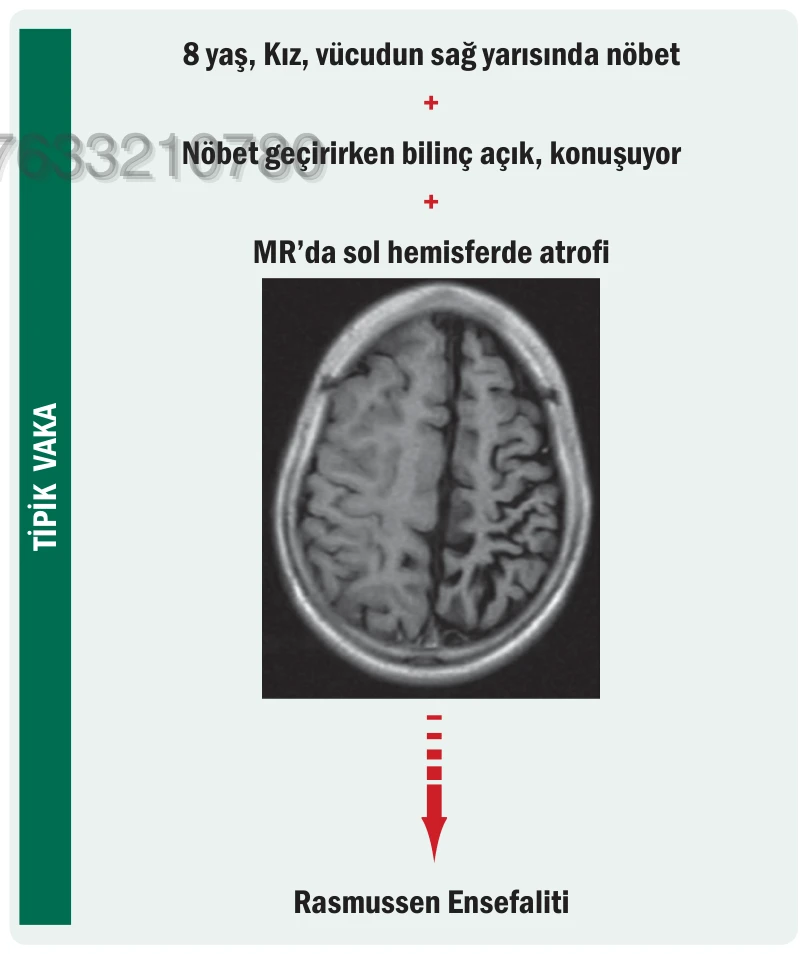 8 yaş, Kız, vücudun sağ yarısında nöbet
+
Nöbet geçirirken bilinç açık, konuşuyor
+
MR’da sol hemisferde atrofi
TİPİK VAKA
Rasmussen Ensefaliti